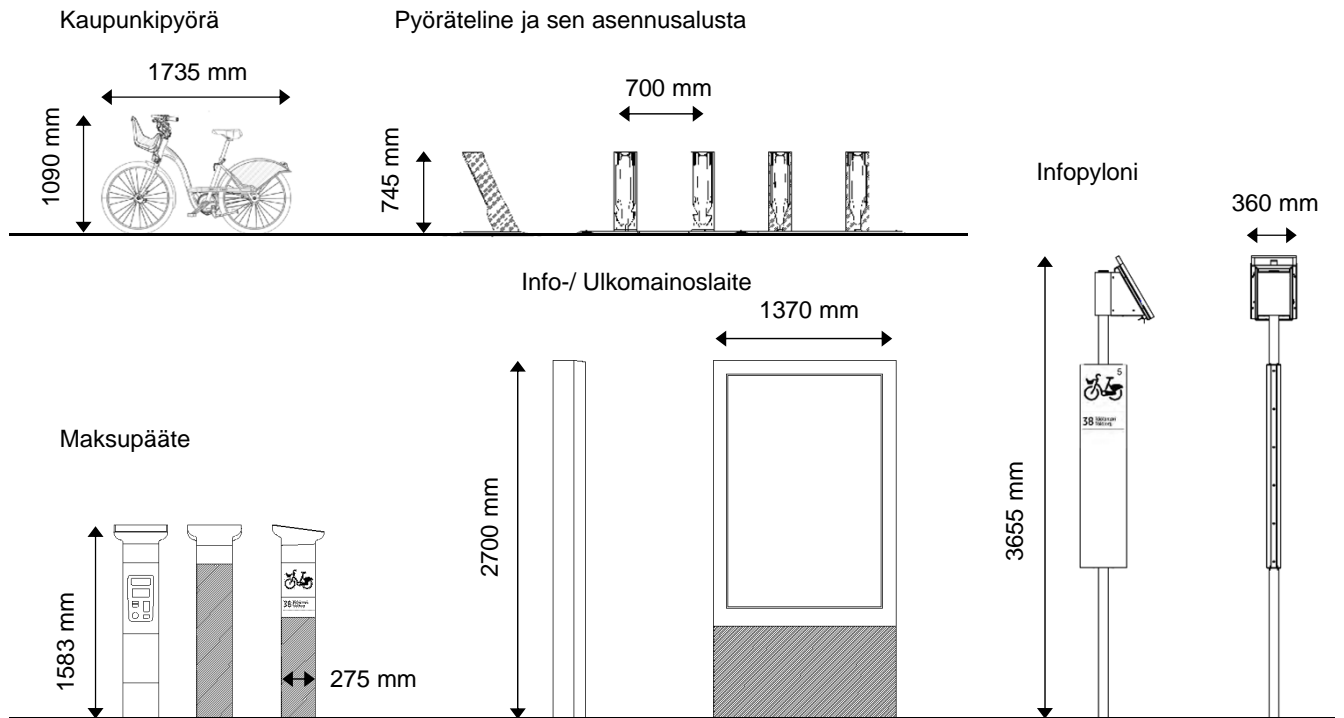 Kaupunkipyörä
Pyöräteline ja sen asennusalusta
1735 mm
700 mm
1090 mm
745 mm
Infopyloni
360 mm
Info-/ Ulkomainoslaite
1370 mm
5
38
Maksupääte
2700 mm
3655 mm
1583 mm
38
275 mm